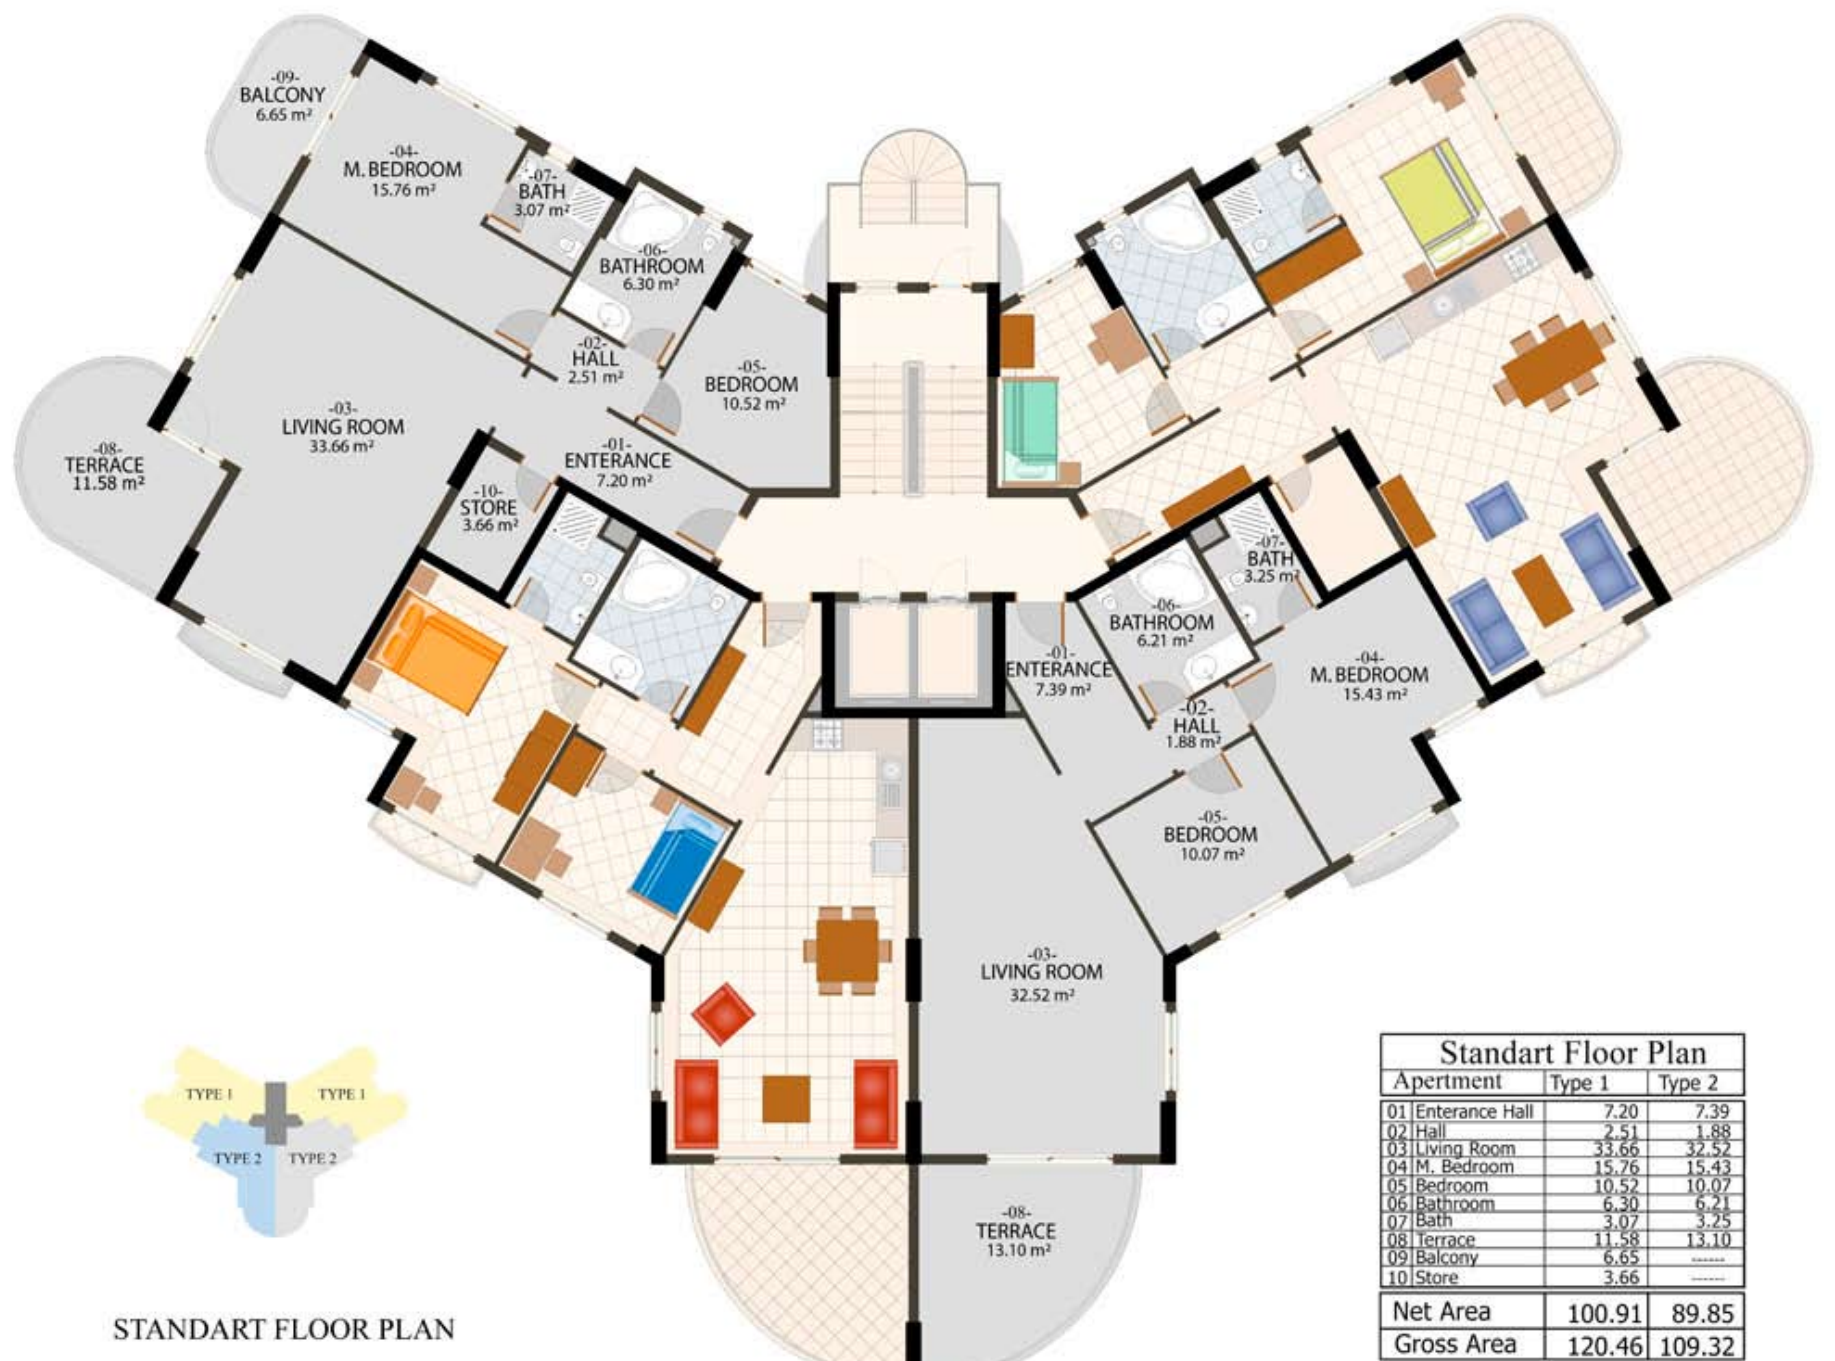 -09-
BALCONY
6.65 m²
-04-
M. BEDROOM
15.76 m²
-07-
BATH
3.07 m²
-06-
BATHROOM
6.30 m²
-02-
HALL
2.51 m²
-05-
BEDROOM
10.52 m²
-03-
LIVING ROOM
33.66 m²
-08-
TERRACE
11.58 m²
-01-
ENTERANCE
7.20 m²
-10-
STORE
3.66 m²
-07-
BATH
3.25 m²
-06-
BATHROOM
6.21 m²
-01-
ENTERANCE
7.39 m²
-04-
M. BEDROOM
15.43 m²
-02-
HALL
1.88 m²
-05-
BEDROOM
10.07 m²
-03-
LIVING ROOM
32.52 m²
-08-
TERRACE
13.10 m²
TYPE 1 TYPE 1
TYPE 2 TYPE 2
STANDART FLOOR PLAN
Standart Floor Plan
Apertment Type 1 Type 2
01 Enterance Hall 7.20 7.39
02 Hall 2.51 1.88
03 Living Room 33.66 32.52
04 M. Bedroom 15.76 15.43
05 Bedroom 10.52 10.07
06 Bathroom 6.30 6.21
07 Bath 3.07 3.25
08 Terrace 11.58 13.10
09 Balcony 6.65 ------
10 Store 3.66 ------
Net Area 100.91 89.85
Gross Area 120.46 109.32